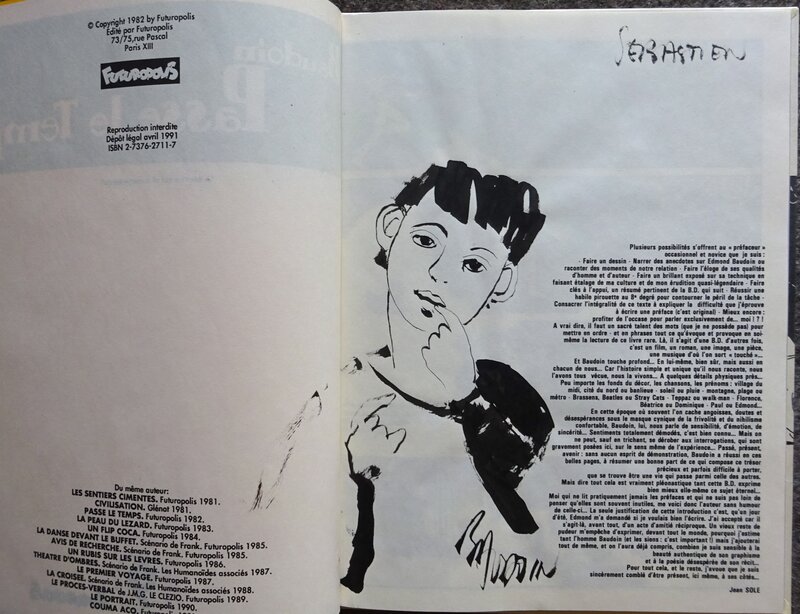 © Copyright 1982 by Futuropolis
Edité par Futuropolis
73/75, rue Pascal
Paris XIII
FUTUROPOLIS
Reproduction interdite
Dépôt légal avril 1991
ISBN 2-7376-2711-7
Du même auteur:
LES SENTIERS CIMENTES. Futuropolis 1981.
CIVILISATION. Glénat 1981.
PASSE LE TEMPS. Futuropolis 1982.
LA PEAU DU LEZARD. Futuropolis 1983.
UN FLIP COCA. Futuropolis 1984.
LA DANSE DEVANT LE BUFFET. Scénario de Frank. Futuropolis 1985.
AVIS DE RECHERCHE. Scénario de Frank. Futuropolis 1985.
UN RUBIS SUR LES LEVRES. Futuropolis 1986.
THEATRE D'OMBRES. Scénario de Frank. Les Humanoïdes associés 1987.
LE PREMIER VOYAGE. Futuropolis 1987.
LA CROISEE. Scénario de Frank. Les Humanoïdes associés 1988.
LE PROCES-VERBAL de J.M.G. LE CLEZIO. Futuropolis 1989.
LE PORTRAIT. Futuropolis 1990.
COUMA ACO. Futuropolis
SEBASTIEN
Plusieurs possibilités s'offrent au « préfaceur »
occasionnel et novice que je suis :
- Faire un dessin - Narrer des anecdotes sur Edmond Baudoin ou
raconter des moments de notre relation - Faire l'éloge de ses qualités
d'homme et d'auteur - Faire un brillant exposé sur sa technique en
faisant étalage de ma culture et de mon érudition quasi-légendaire - Faire
clés à l'appui, un résumé pertinent de la B.D. qui suit - Réussir une
habile pirouette au 8e degré pour contourner le péril de la tâche -
Consacrer l'intégralité de ce texte à expliquer la difficulté que j'éprouve
à écrire une préface (c'est original) - Mieux encore :
profiter de l'occase pour parler exclusivement de... moi ! ? !
A vrai dire, il faut un sacré talent des mots (que je ne possède pas) pour
mettre en ordre - et en phrases tout ce qu'évoque et provoque en soi-
même la lecture de ce livre rare. Là, il s'agit d'une B.D. d'autres fois,
c'est un film, un roman, une image, une pièce,
une musique d'où l'on sort « touché »...
Et Baudoin touche profond... En lui-même, bien sûr, mais aussi en
chacun de nous... Car l'histoire simple et unique qu'il nous raconte, nous
l'avons tous vécue, nous la vivons... A quelques détails physiques près...
Peu importe les fonds du décor, les chansons, les prénoms : village du
midi, cité du nord ou banlieue - soleil ou pluie - montagne, plage ou
métro - Brassens, Beatles ou Stray Cats - Teppaz ou walk-man - Florence,
Béatrice ou Dominique - Paul ou Edmond...
En cette époque où souvent l'on cache angoisses, doutes et
désespérances sous le masque cynique de la frivolité et du nihilisme
confortable, Baudoin, lui, nous parle de sensibilité, d'émotion, de
sincérité... Sentiments totalement démodés, c'est bien connu... Mais on
ne peut, sauf en trichant, se dérober aux interrogations, qui sont
gravement posées ici, sur le sens même de l'expérience... Passé, présent,
avenir : sans aucun esprit de démonstration, Baudoin a réussi en ces
belles pages, à résumer une bonne part de ce qui compose ce trésor
précieux et parfois difficile à porter,
que se trouve être une vie qui passe parmi celle des autres.
Mais dire tout cela est vraiment pléonastique tant cette B.D. exprime
bien mieux elle-même ce sujet éternel...
Moi qui ne lit pratiquement jamais les préfaces et qui ne suis pas loin de
penser qu'elles sont souvent inutiles, me voici donc l'auteur sans humour
de celle-ci... La seule justification de cette introduction c'est, qu'un jour
d'été, Edmond m'a demandé si je voulais bien l'écrire. J'ai accepté car il
s'agit-là, avant tout, d'un acte d'amitié réciproque. Un vieux reste de
pudeur m'empêche d'exprimer, devant tout le monde, pourquoi j'estime
tant l'homme Baudoin (et les siens : c'est important !) mais j'ajouterai
tout de même, et on l'aura déjà compris, combien je suis sensible à la
beauté authentique de son graphisme
et à la poésie désespérée de son récit...
Pour tout cela, et le reste, j'avoue que je suis
sincèrement comblé d'être présent, ici même, à ses côtés...
Jean SOLE
BAUDOIN